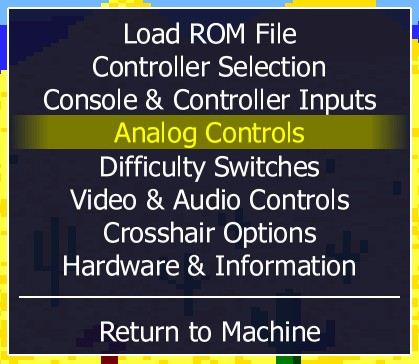 Load ROM File
Controller Selection
Console & Controller Inputs
Analog Controls
Difficulty Switches
Video & Audio Controls
Crosshair Options
Hardware & Information
Return to Machine